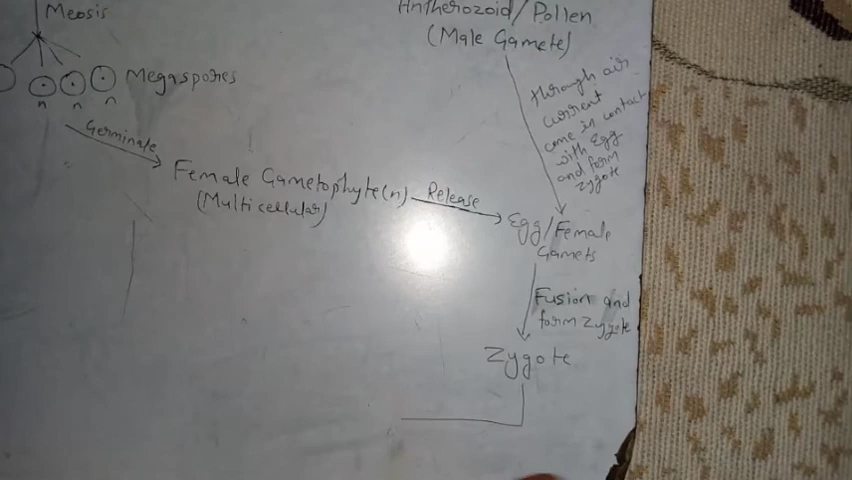 Meosis
Antherozoid/Pollen
(Male Gamete)
Megaspores
n n n
through air
current
come in contact
with Egg
and form
zygote
Germinate
Female Gametophyte(n)
(Multicellular)
Release
Egg/Female
Gamets
Fusion and
form Zygote
Zygote